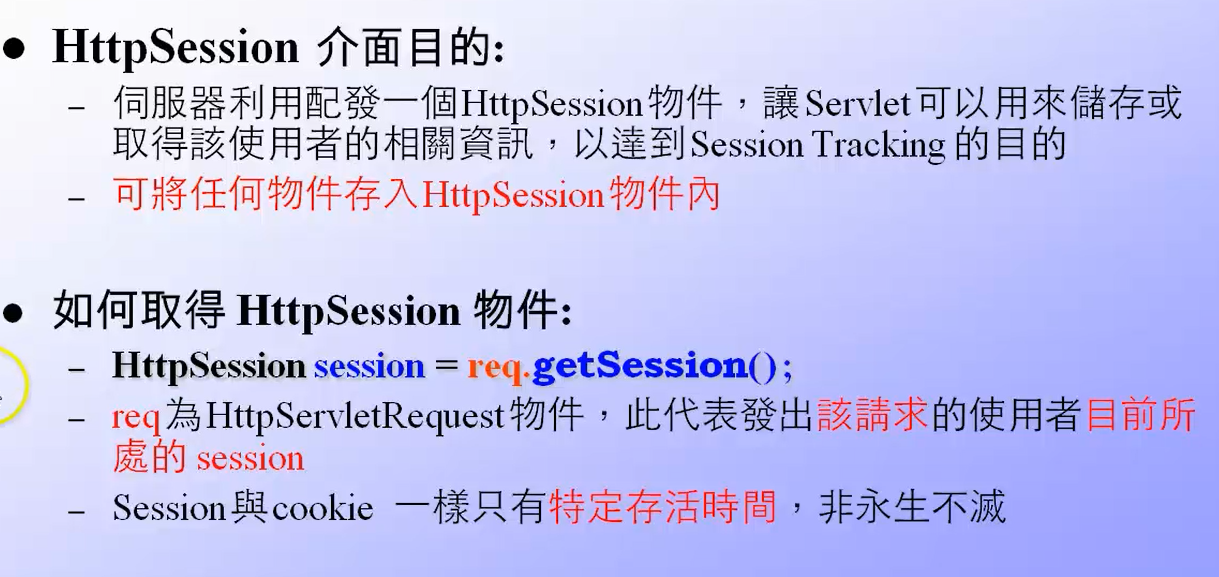 ● HttpSession 介面目的:
– 伺服器利用配發一個HttpSession物件，讓Servlet可以用來儲存或
取得該使用者的相關資訊，以達到Session Tracking的目的
– 可將任何物件存入HttpSession物件內
● 如何取得 HttpSession 物件:
– HttpSession session = req.getSession();
– req為HttpServletRequest物件，此代表發出該請求的使用者目前所
處的 session
– Session與cookie 一樣只有特定存活時間，非永生不滅